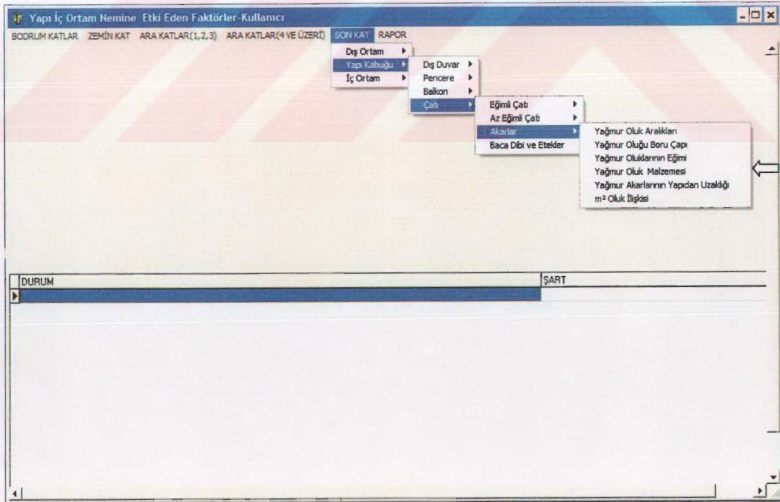 Yapı İç Ortam Nemine Etki Eden Faktörler-Kullanıcı
BODRUM KATLAR ZEMİN KAT ARA KATLAR(1,2,3) ARA KATLAR(4 VE ÜZERİ) SON KAT RAPOR
Dış Ortam
Yapı Kabuğu
İç Ortam
Dış Duvar
Pencere
Balkon
Çatı
Eğimli Çatı
Az Eğimli Çatı
Akarlar
Baca Dibi ve Etekler
Yağmur Oluk Aralıkları
Yağmur Oluğu Boru Çapı
Yağmur Oluklarının Eğimi
Yağmur Oluk Malzemesi
Yağmur Akarlarının Yapıdan Uzaklığı
m² Oluk İlişkisi
DURUM ŞART